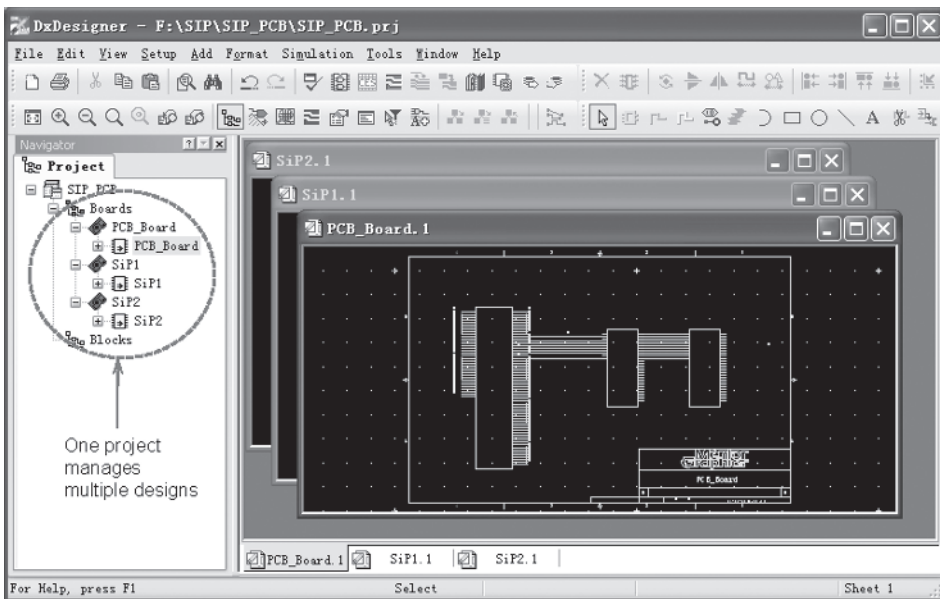 DxDesigner - F:\SIP\SIP_PCB\SIP_PCB.prj
File Edit View Setup Add Format Simulation Tools Window Help
Navigator
Project
SIP_PCB
Boards
PCB_Board
PCB_Board
SiP1
SiP1
SiP2
SiP2
Blocks
One project
manages
multiple designs
SiP2.1
SiP1.1
PCB_Board.1
Mentor
Graphics
PCB_Board
PCB_Board.1 SiP1.1 SiP2.1
For Help, press F1 Select Sheet 1